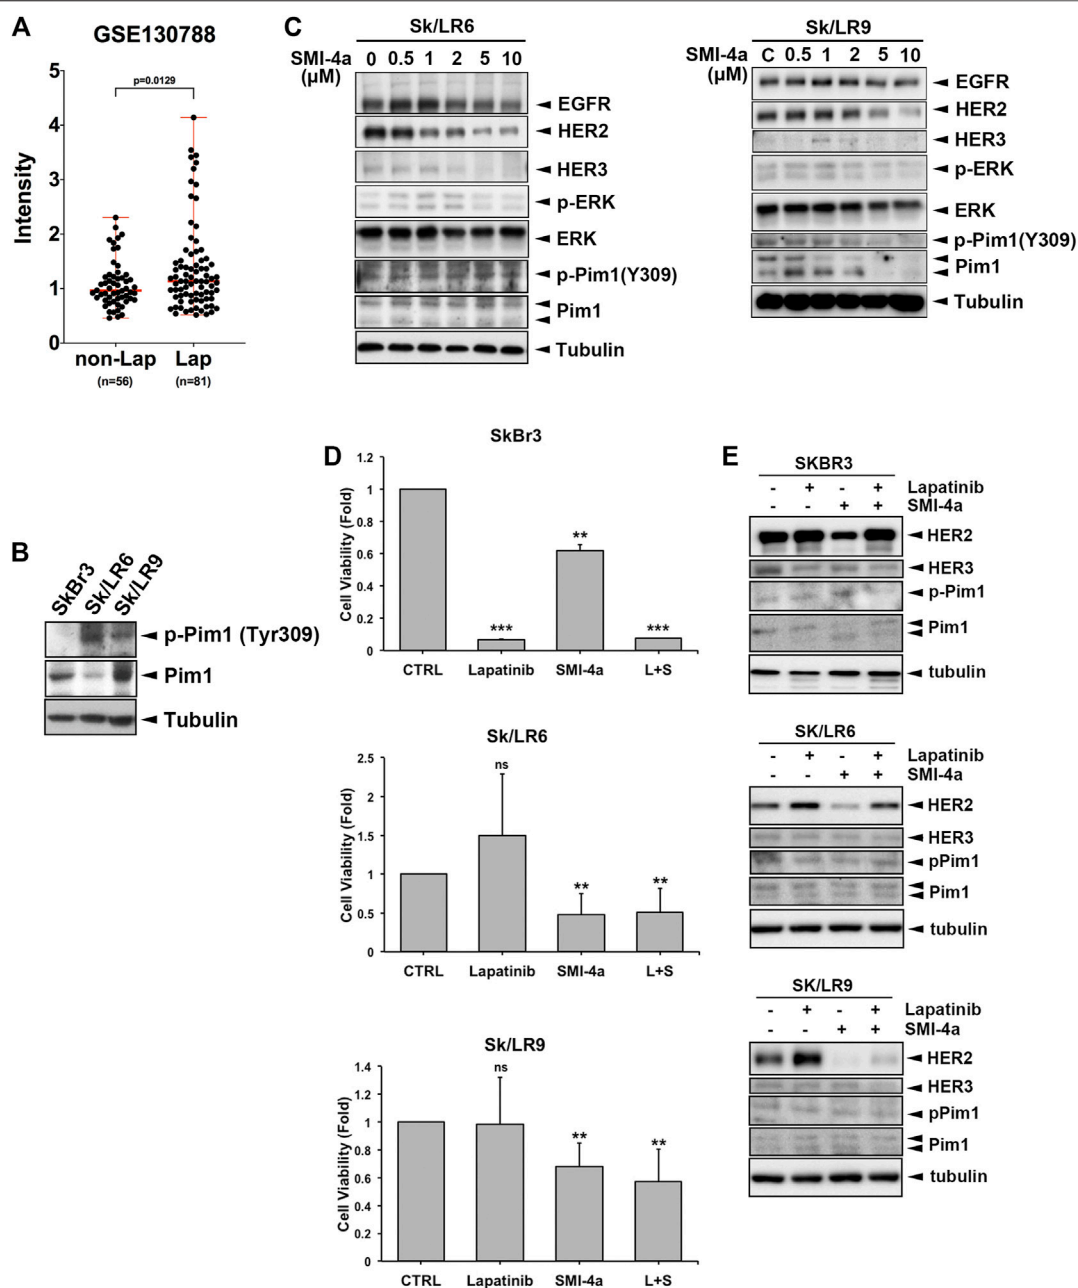 A
GSE130788
p=0.0129
Intensity
5
4
3
2
1
0
non-Lap
Lap
(n=56)
(n=81)
C
Sk/LR6
SMI-4a
(µM)
0 0.5 1 2 5 10
EGFR
HER2
HER3
p-ERK
ERK
p-Pim1(Y309)
Pim1
Tubulin
Sk/LR9
SMI-4a
(µM)
C 0.5 1 2 5 10
EGFR
HER2
HER3
p-ERK
ERK
p-Pim1(Y309)
Pim1
Tubulin
B
SkBr3
Sk/LR6
Sk/LR9
p-Pim1 (Tyr309)
Pim1
Tubulin
D
SkBr3
Cell Viability (Fold)
1.2
1
0.8
0.6
0.4
0.2
0
***
**
***
CTRL Lapatinib SMI-4a L+S
Sk/LR6
Cell Viability (Fold)
2.5
2
1.5
1
0.5
0
ns
**
**
CTRL Lapatinib SMI-4a L+S
Sk/LR9
Cell Viability (Fold)
1.4
1.2
1
0.8
0.6
0.4
0.2
0
ns
**
**
CTRL Lapatinib SMI-4a L+S
E
SKBR3
- + - + Lapatinib
- - + + SMI-4a
HER2
HER3
p-Pim1
Pim1
tubulin
SK/LR6
- + - + Lapatinib
- - + + SMI-4a
HER2
HER3
pPim1
Pim1
tubulin
SK/LR9
- + - + Lapatinib
- - + + SMI-4a
HER2
HER3
pPim1
Pim1
tubulin